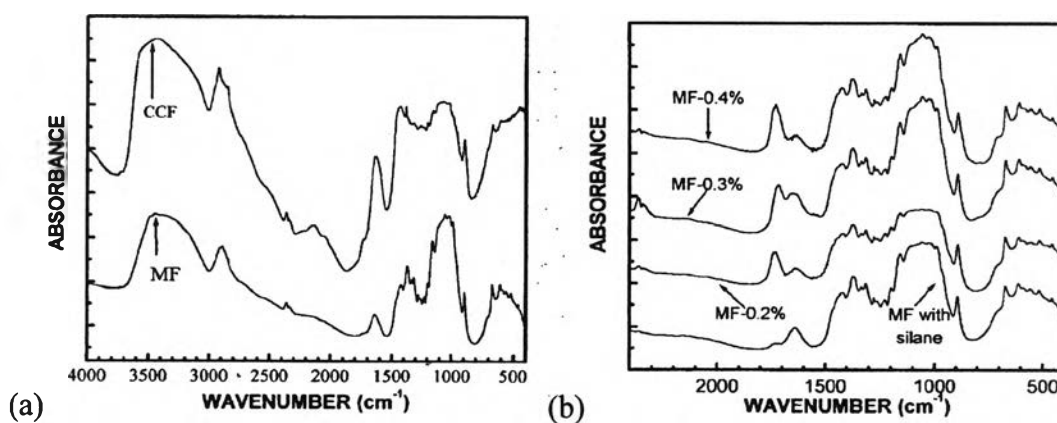 ABSORBANCE
CCF
MF
4000 3500 3000 2500 2000 1500 1000 500
WAVENUMBER (cm⁻¹)
(a)
ABSORBANCE
MF-0.4%
MF-0.3%
MF-0.2%
MF with
silane
2000 1500 1000 500
WAVENUMBER (cm⁻¹)
(b)